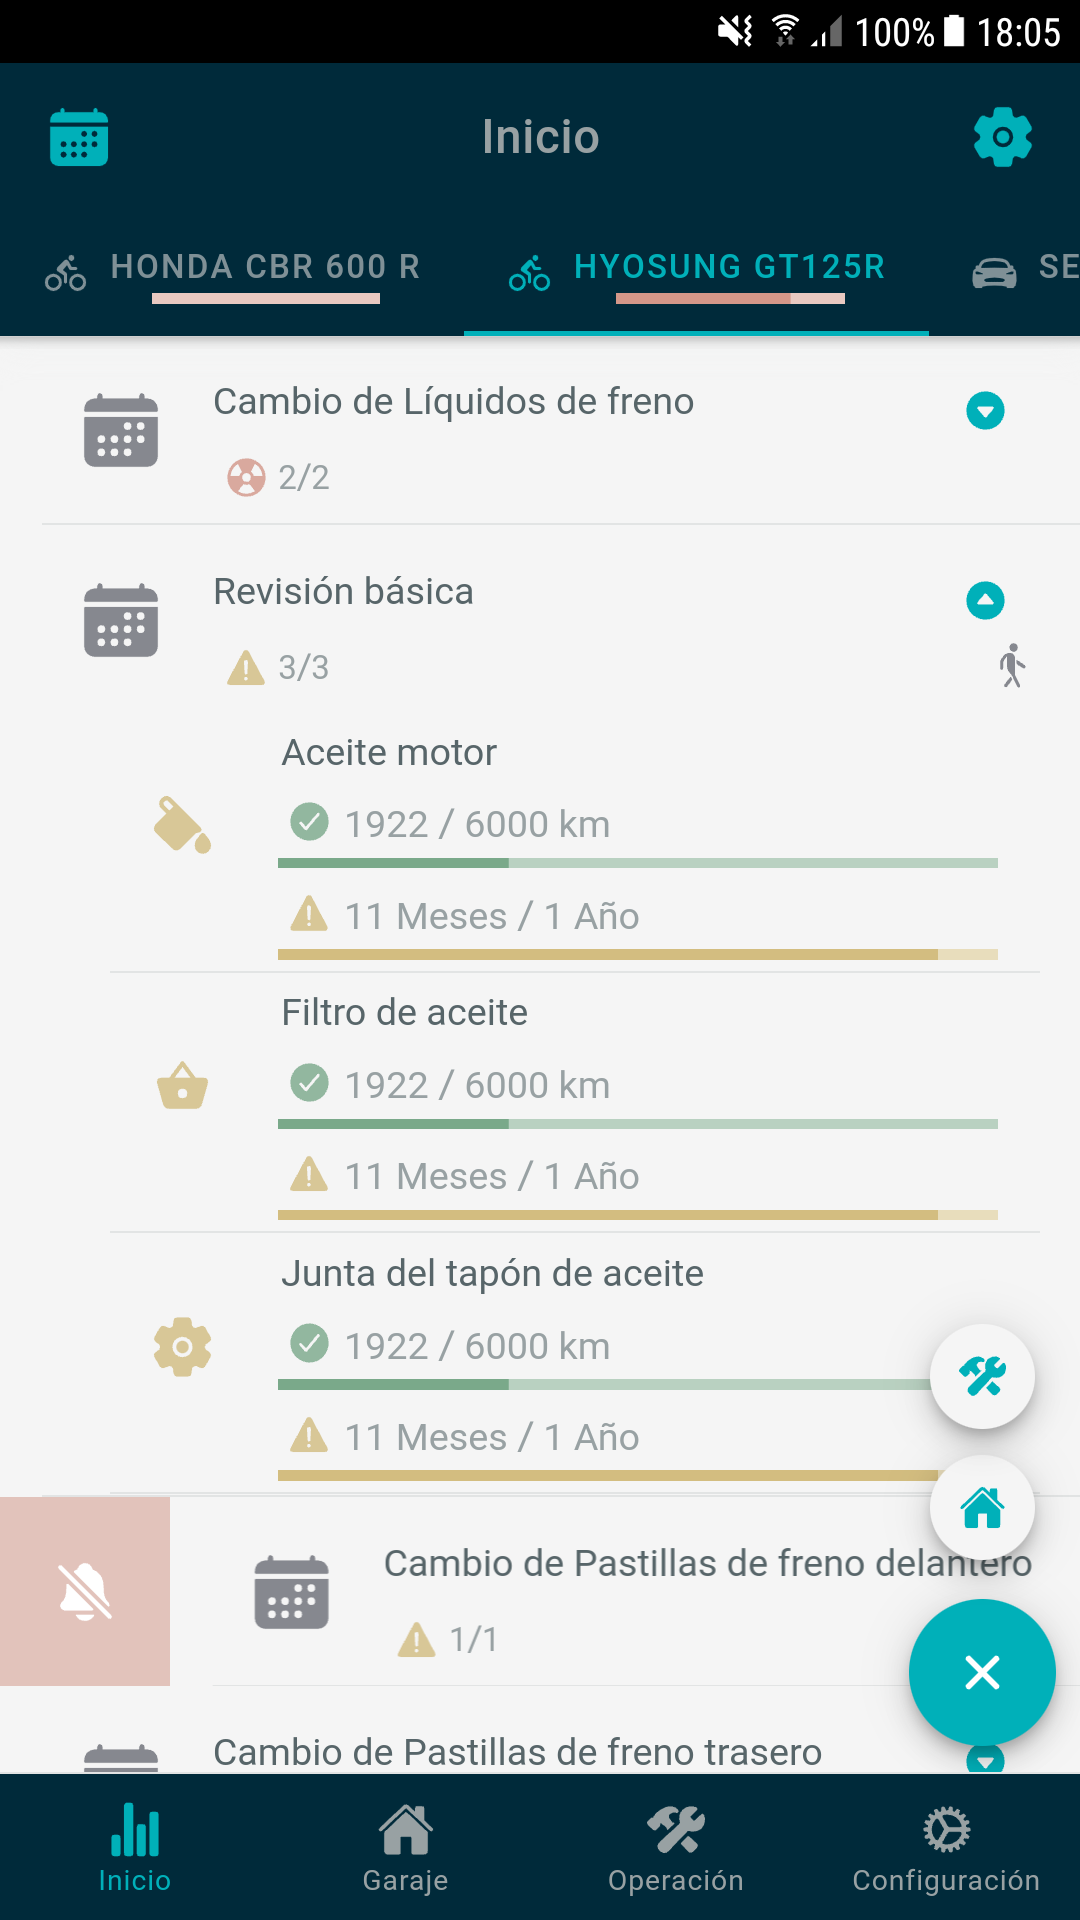 100% 18:05
Inicio
HONDA CBR 600 R HYOSUNG GT125R SE
Cambio de Líquidos de freno
2/2
Revisión básica
3/3
Aceite motor
1922 / 6000 km
11 Meses / 1 Año
Filtro de aceite
1922 / 6000 km
11 Meses / 1 Año
Junta del tapón de aceite
1922 / 6000 km
11 Meses / 1 Año
Cambio de Pastillas de freno delantero
1/1
Cambio de Pastillas de freno trasero
Inicio Garaje Operación Configuración